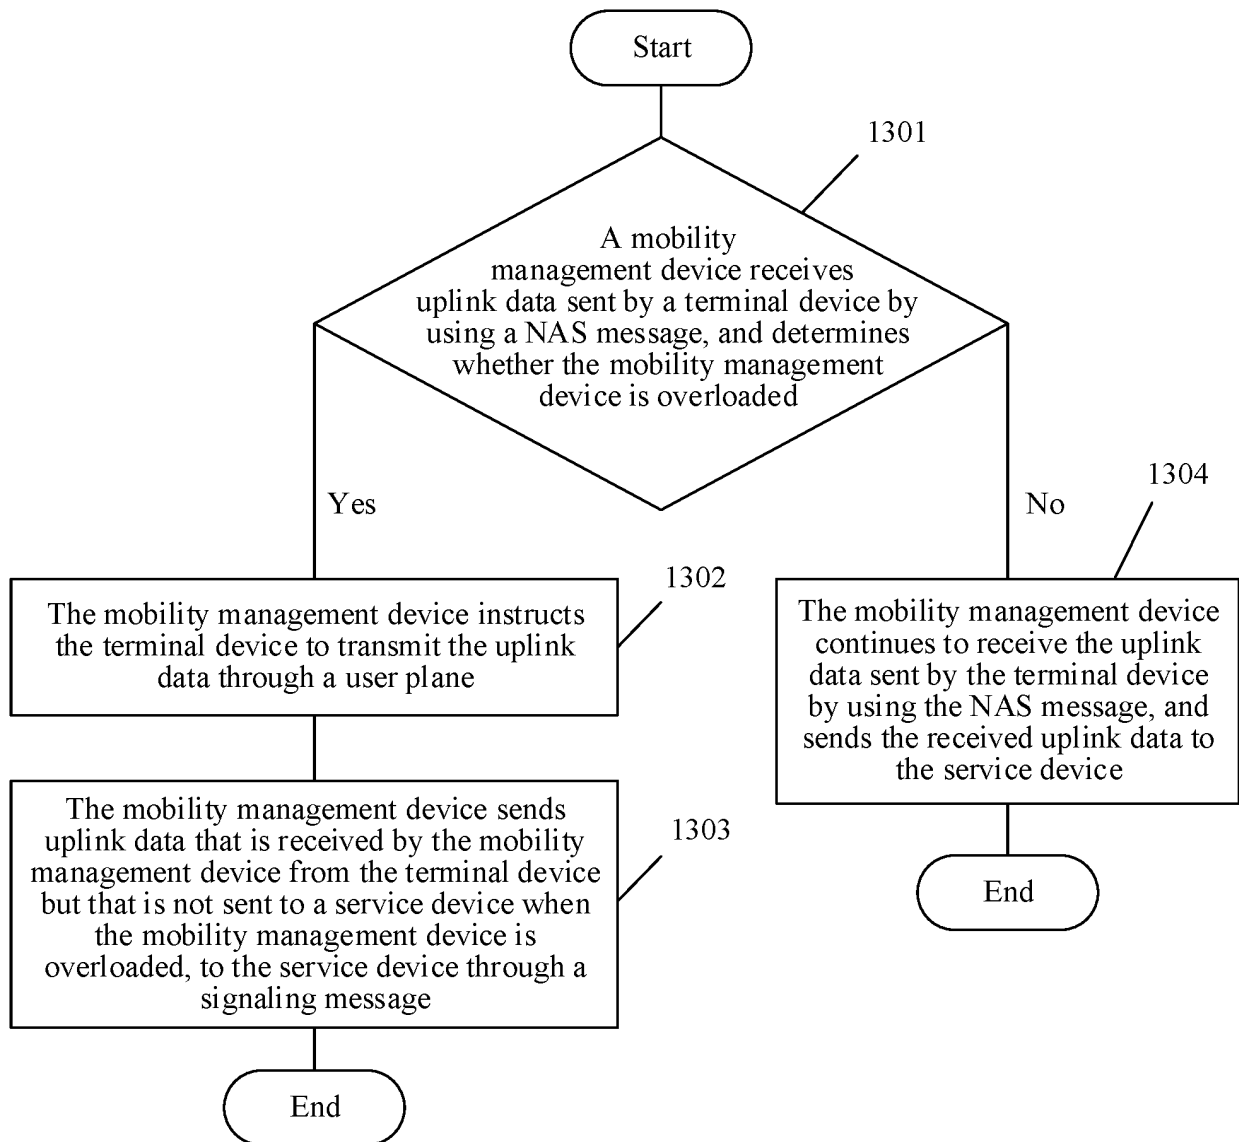 Start
1301
A mobility
management device receives
uplink data sent by a terminal device by
using a NAS message, and determines
whether the mobility management
device is overloaded
Yes
No
1304
1302
The mobility management device instructs
the terminal device to transmit the uplink
data through a user plane
The mobility management device
continues to receive the uplink
data sent by the terminal device
by using the NAS message, and
sends the received uplink data to
the service device
1303
The mobility management device sends
uplink data that is received by the mobility
management device from the terminal device
but that is not sent to a service device when
the mobility management device is
overloaded, to the service device through a
signaling message
End
End